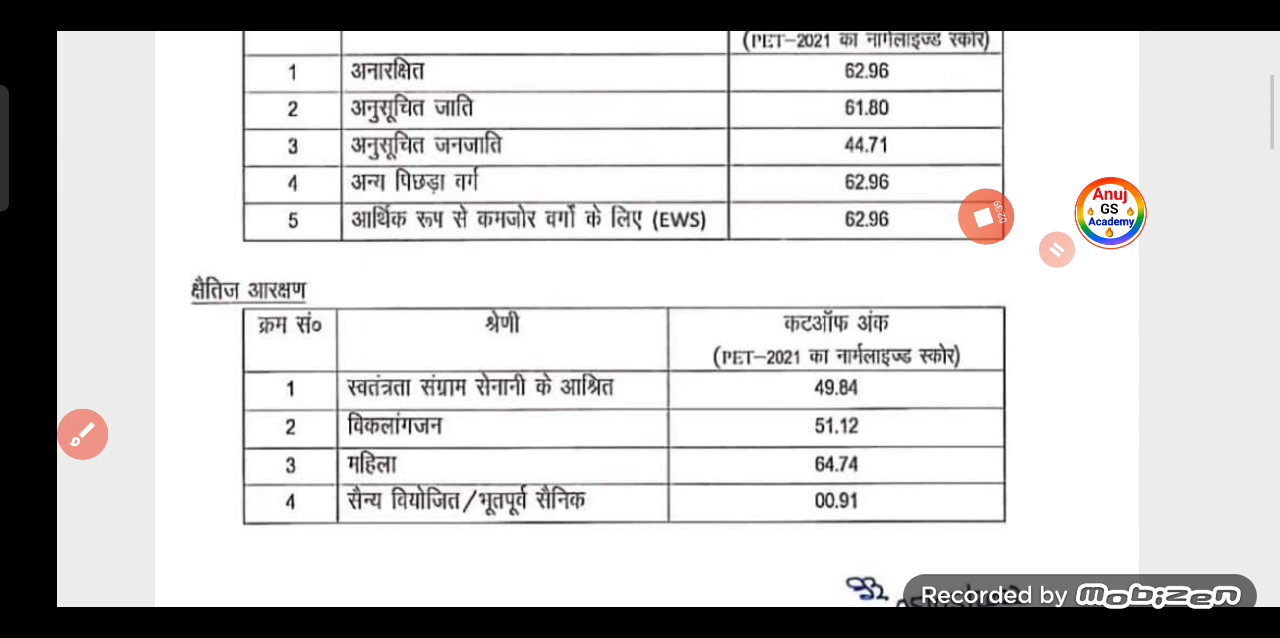 (PET-2021 का नार्मलाइज्ड स्कोर)
1 अनारक्षित 62.96
2 अनुसूचित जाति 61.80
3 अनुसूचित जनजाति 44.71
4 अन्य पिछड़ा वर्ग 62.96
5 आर्थिक रूप से कमजोर वर्गो के लिए (EWS) 62.96
02:39
Anuj
GS
Academy
क्षैतिज आरक्षण
क्रम सं० श्रेणी कटऑफ अंक
(PET-2021 का नार्मलाइज्ड स्कोर)
1 स्वतंत्रता संग्राम सेनानी के आश्रित 49.84
2 विकलांगजन 51.12
3 महिला 64.74
4 सैन्य वियोजित/भूतपूर्व सैनिक 00.91
Recorded by mobizen